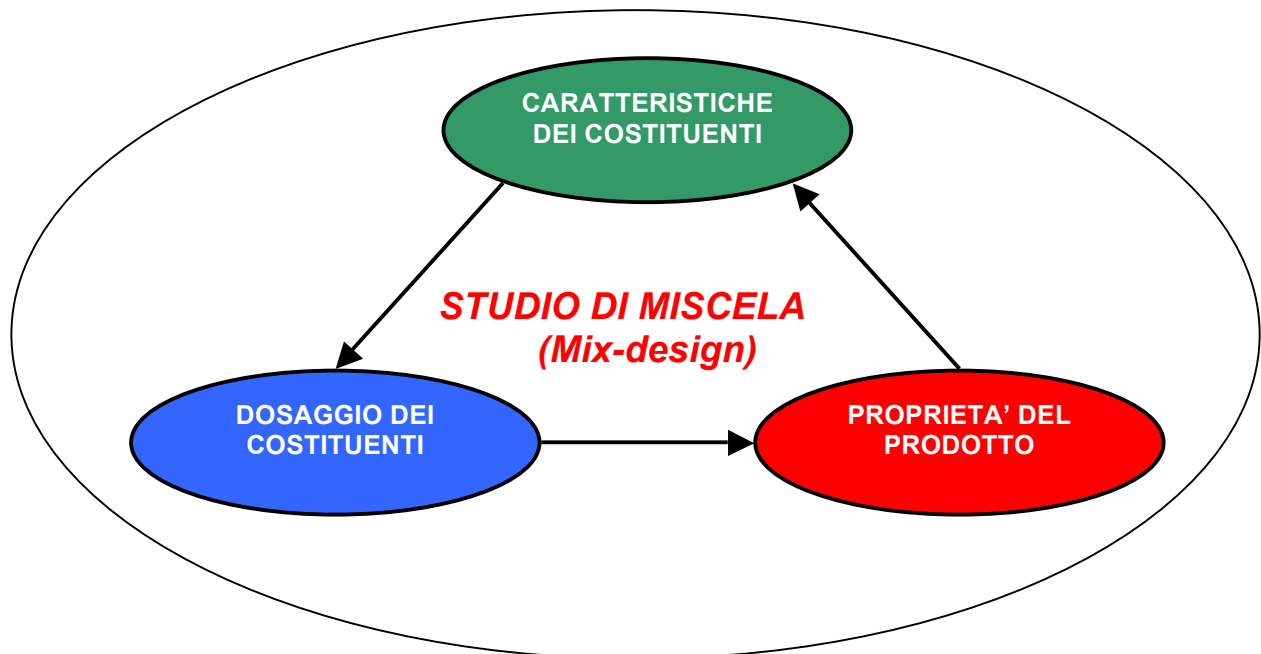 CARATTERISTICHE
DEI COSTITUENTI
STUDIO DI MISCELA
(Mix-design)
DOSAGGIO DEI
COSTITUENTI
PROPRIETA’ DEL
PRODOTTO